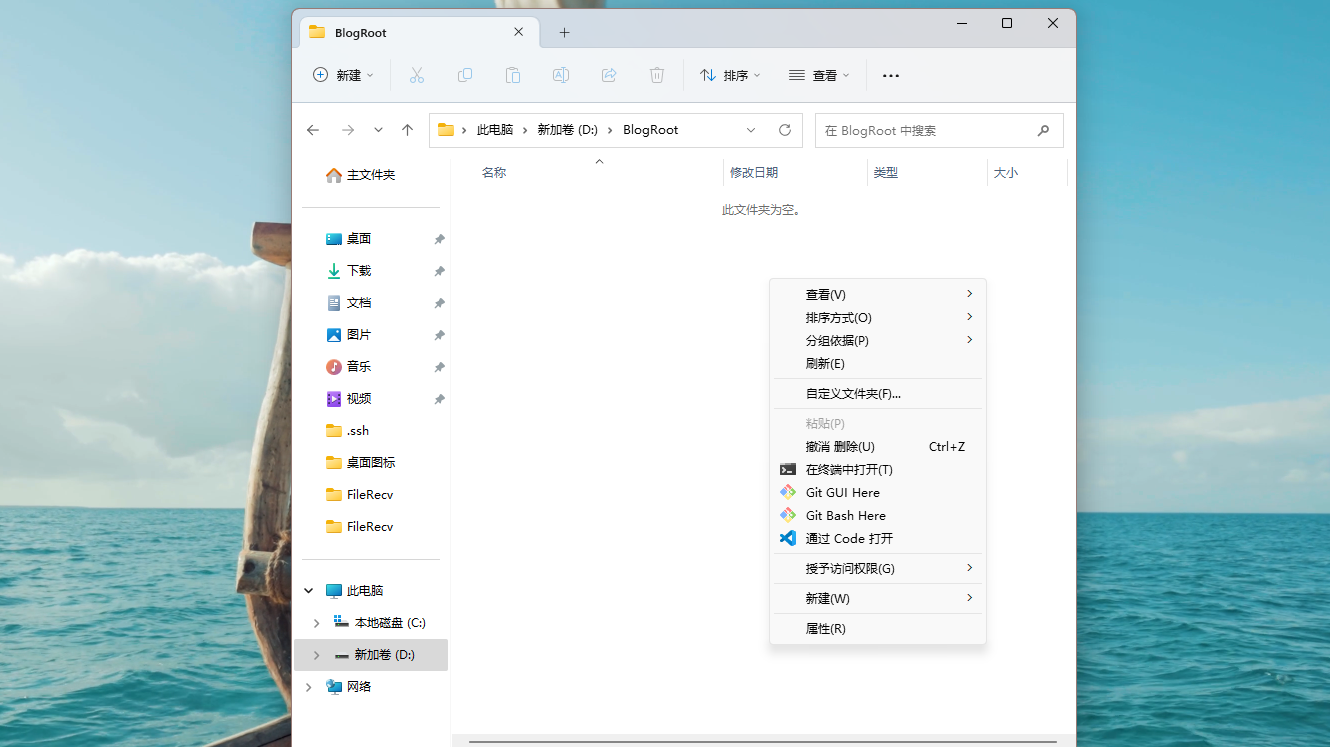 BlogRoot
新建
排序
查看
此电脑
新加卷 (D:)
BlogRoot
在 BlogRoot 中搜索
主文件夹
桌面
下载
文档
图片
音乐
视频
.ssh
桌面图标
FileRecv
FileRecv
此电脑
本地磁盘 (C:)
新加卷 (D:)
网络
名称
修改日期
类型
大小
此文件夹为空。
查看(V)
排序方式(O)
分组依据(P)
刷新(E)
自定义文件夹(F)...
粘贴(P)
撤消 删除(U) Ctrl+Z
在终端中打开(T)
Git GUI Here
Git Bash Here
通过 Code 打开
授予访问权限(G)
新建(W)
属性(R)